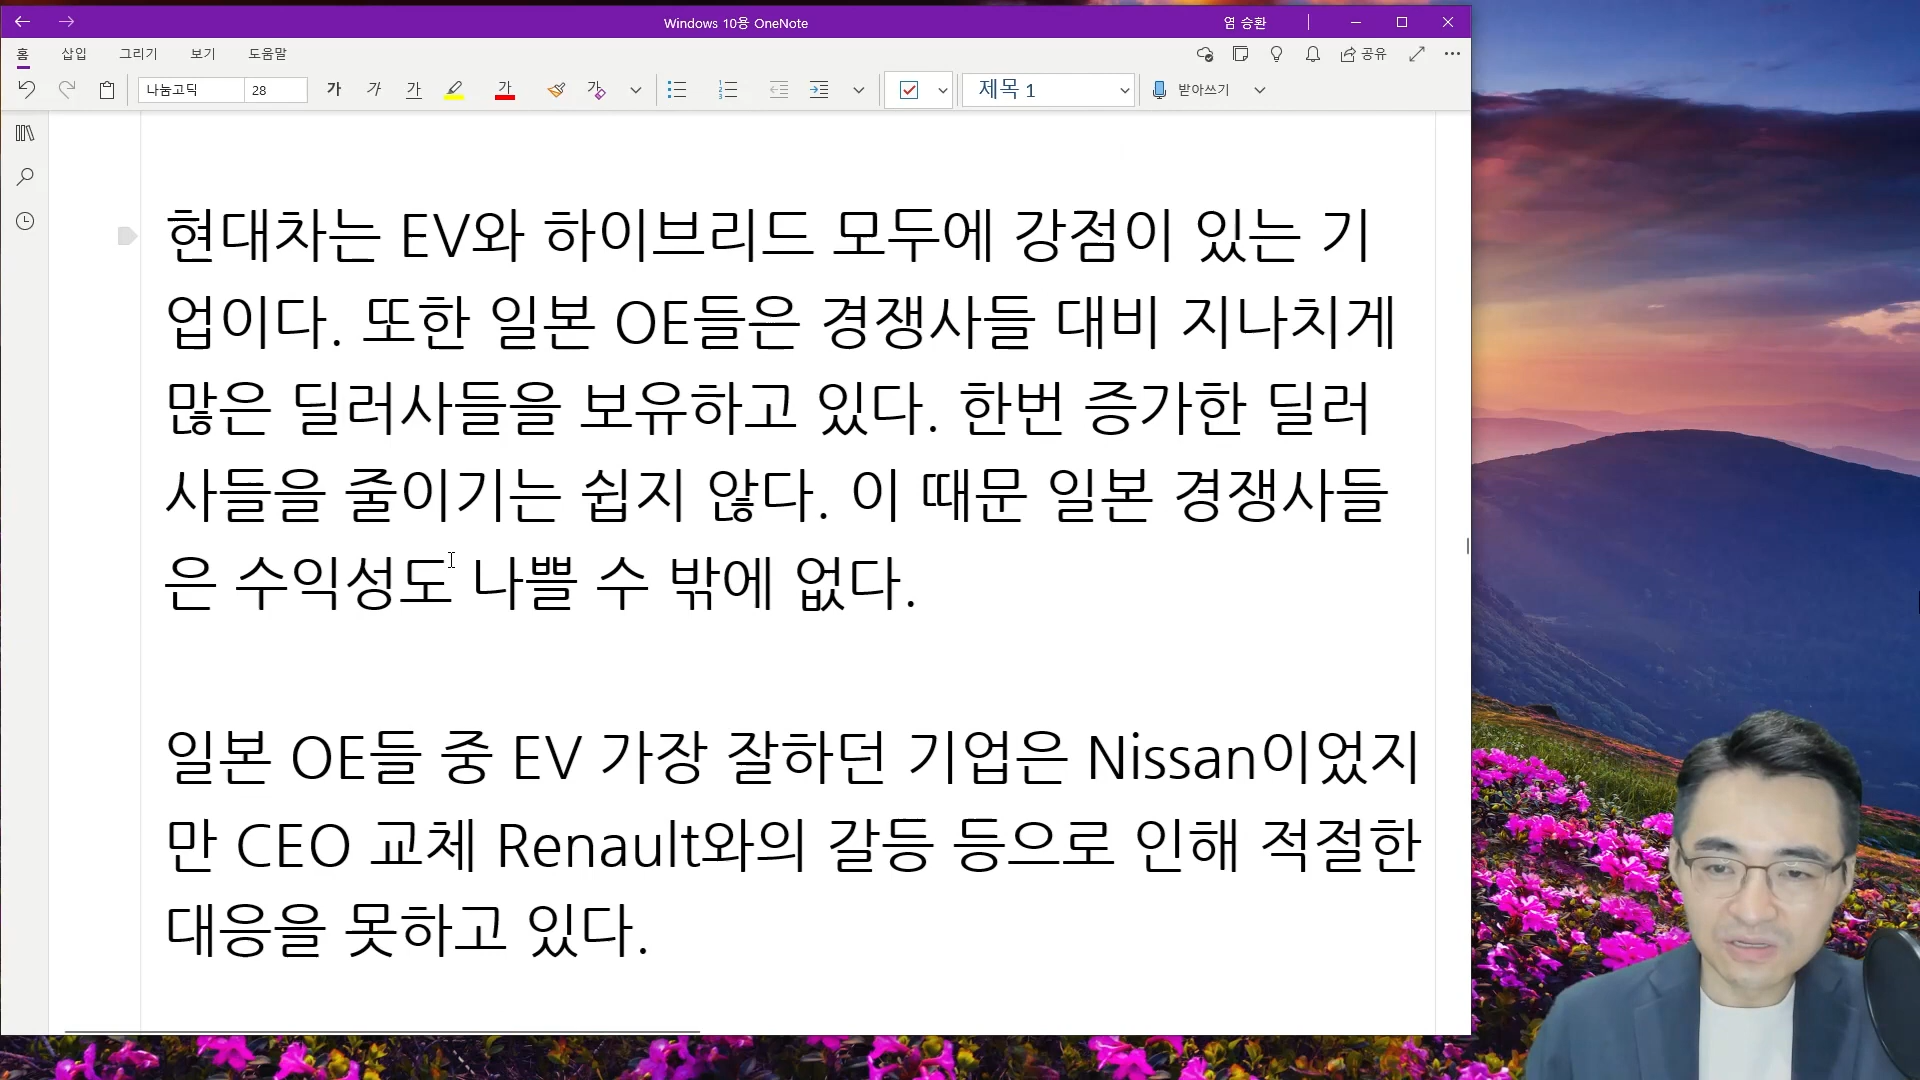 Windows 10용 OneNote
염 승환
홈 삽입 그리기 보기 도움말
공유
나눔고딕 28 가 가 가 가 가 제목 1 받아쓰기
현대차는 EV와 하이브리드 모두에 강점이 있는 기
업이다. 또한 일본 OE들은 경쟁사들 대비 지나치게
많은 딜러사들을 보유하고 있다. 한번 증가한 딜러
사들을 줄이기는 쉽지 않다. 이 때문 일본 경쟁사들
은 수익성도 나쁠 수 밖에 없다.
일본 OE들 중 EV 가장 잘하던 기업은 Nissan이었지
만 CEO 교체 Renault와의 갈등 등으로 인해 적절한
대응을 못하고 있다.